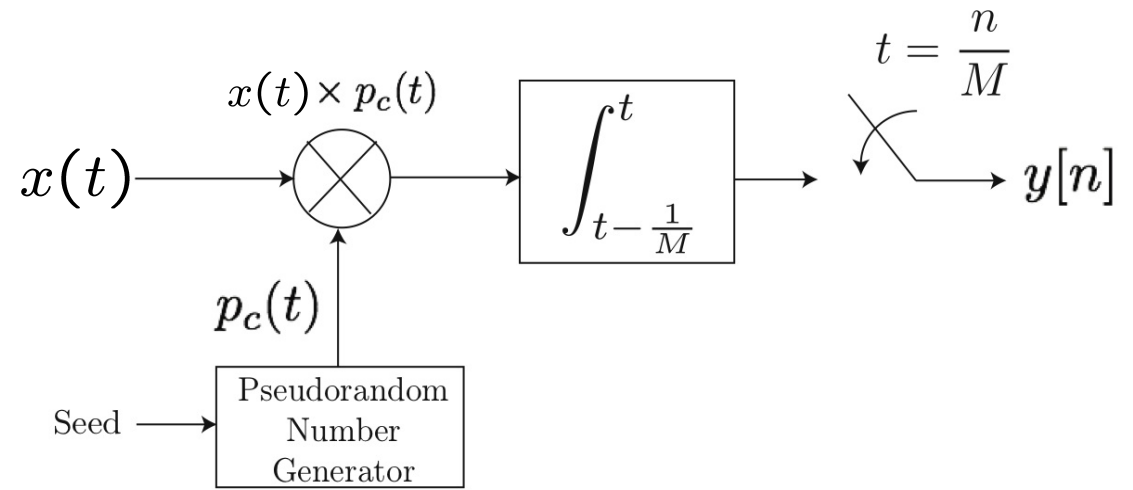 t = n/M
x(t) × p_c(t)
x(t)
∫_{t − 1/M}^{t}
y[n]
p_c(t)
Seed
Pseudorandom
Number
Generator